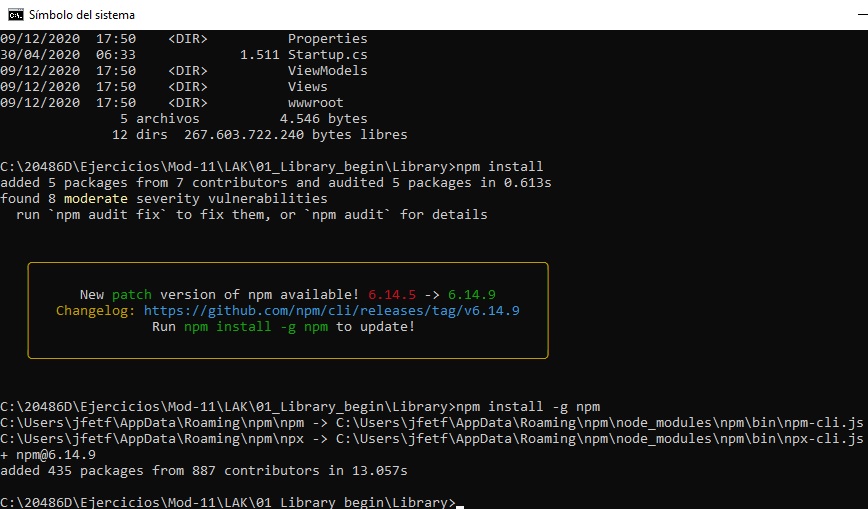 Símbolo del sistema
09/12/2020  17:50    <DIR>          Properties
30/04/2020  06:33             1.511 Startup.cs
09/12/2020  17:50    <DIR>          ViewModels
09/12/2020  17:50    <DIR>          Views
09/12/2020  17:50    <DIR>          wwwroot
               5 archivos          4.546 bytes
              12 dirs  267.603.722.240 bytes libres
C:\20486D\Ejercicios\Mod-11\LAK\01_Library_begin\Library>npm install
added 5 packages from 7 contributors and audited 5 packages in 0.613s
found 8 moderate severity vulnerabilities
  run `npm audit fix` to fix them, or `npm audit` for details
New patch version of npm available! 6.14.5 -> 6.14.9
Changelog: https://github.com/npm/cli/releases/tag/v6.14.9
Run npm install -g npm to update!
C:\20486D\Ejercicios\Mod-11\LAK\01_Library_begin\Library>npm install -g npm
C:\Users\jfetf\AppData\Roaming\npm\npm -> C:\Users\jfetf\AppData\Roaming\npm\node_modules\npm\bin\npm-cli.js
C:\Users\jfetf\AppData\Roaming\npm\npx -> C:\Users\jfetf\AppData\Roaming\npm\node_modules\npm\bin\npx-cli.js
+ npm@6.14.9
added 435 packages from 887 contributors in 13.057s
C:\20486D\Ejercicios\Mod-11\LAK\01_Library_begin\Library>